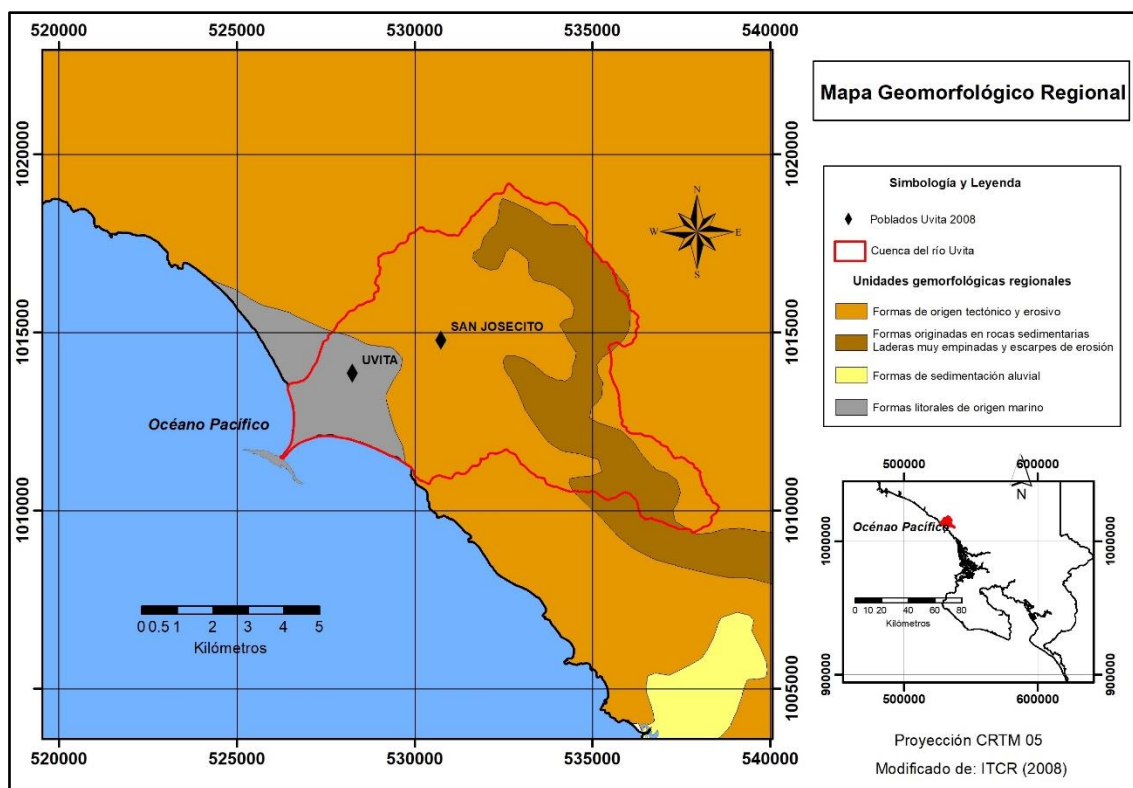 520000 525000 530000 535000 540000
1020000
1015000
1010000
1005000
1020000
1015000
1010000
1005000
SAN JOSECITO
UVITA
Océano Pacífico
N
W E
S
0 0.5 1 2 3 4 5
Kilómetros
520000 525000 530000 535000 540000
Mapa Geomorfológico Regional
Simbología y Leyenda
Poblados Uvita 2008
Cuenca del río Uvita
Unidades gemorfológicas regionales
Formas de origen tectónico y erosivo
Formas originadas en rocas sedimentarias
Laderas muy empinadas y escarpes de erosión
Formas de sedimentación aluvial
Formas litorales de origen marino
500000 600000
N
Océnao Pacífico
1000000
900000
1000000
900000
0 10 20 40 60 80
Kilómetros
500000 600000
Proyección CRTM 05
Modificado de: ITCR (2008)